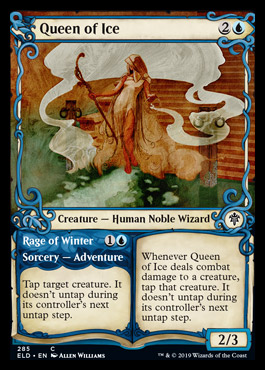 Queen of Ice 2
Creature — Human Noble Wizard
Rage of Winter 1
Sorcery — Adventure
Tap target creature. It
doesn't untap during
its controller's next
untap step.
Whenever Queen
of Ice deals combat
damage to a creature,
tap that creature. It
doesn't untap during
its controller's next
untap step.
2/3
285 C
ELD • EN Allen Williams
™ & © 2019 Wizards of the Coast